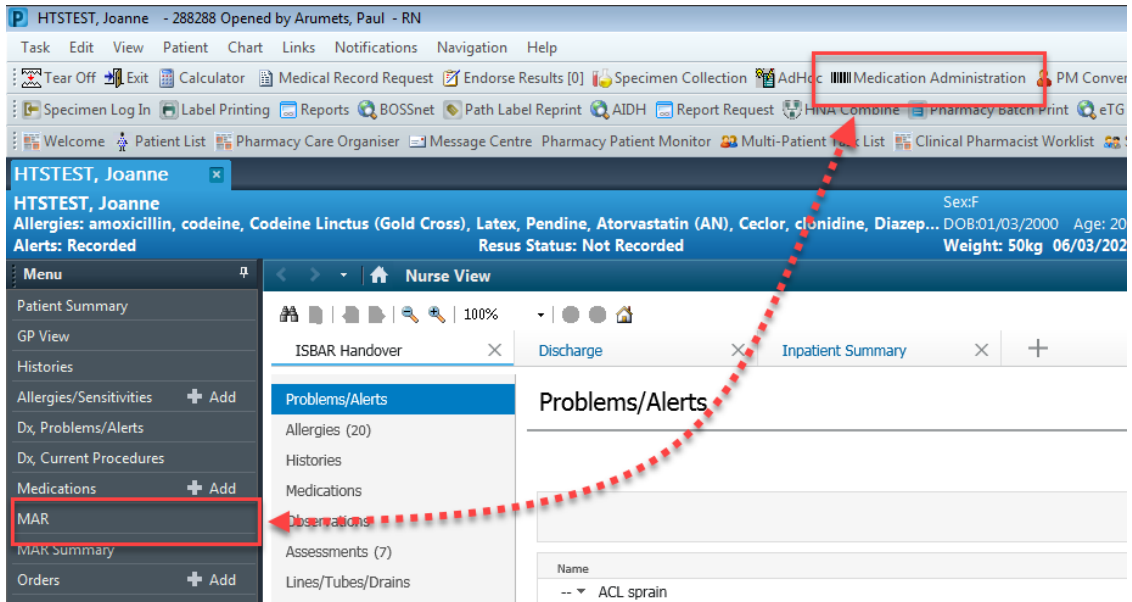 HTSTEST, Joanne - 288288 Opened by Arumets, Paul - RN
Task Edit View Patient Chart Links Notifications Navigation Help
Tear Off Exit Calculator Medical Record Request Endorse Results [0] Specimen Collection AdHoc Medication Administration PM Conver
Specimen Log In Label Printing Reports BOSSnet Path Label Reprint AIDH Report Request HNA Combine Pharmacy Batch Print eTG
Welcome Patient List Pharmacy Care Organiser Message Centre Pharmacy Patient Monitor Multi-Patient Task List Clinical Pharmacist Worklist S
HTSTEST, Joanne
HTSTEST, Joanne Sex:F
Allergies: amoxicillin, codeine, Codeine Linctus (Gold Cross), Latex, Pendine, Atorvastatin (AN), Ceclor, clonidine, Diazep... DOB:01/03/2000 Age: 20
Alerts: Recorded Resus Status: Not Recorded Weight: 50kg 06/03/202
Menu
Nurse View
Patient Summary
GP View
Histories
Allergies/Sensitivities Add
Dx, Problems/Alerts
Dx, Current Procedures
Medications Add
MAR
MAR Summary
Orders Add
100%
ISBAR Handover Discharge Inpatient Summary
Problems/Alerts
Allergies (20)
Histories
Medications
Observations
Assessments (7)
Lines/Tubes/Drains
Problems/Alerts
Name
-- ACL sprain